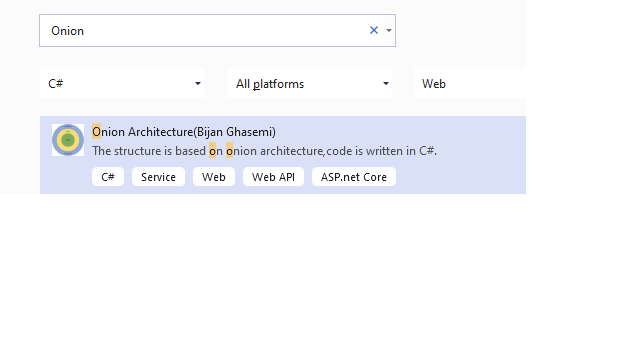 Onion
C# All platforms Web
Onion Architecture(Bijan Ghasemi)
The structure is based on onion architecture,code is written in C#.
C# Service Web Web API ASP.net Core